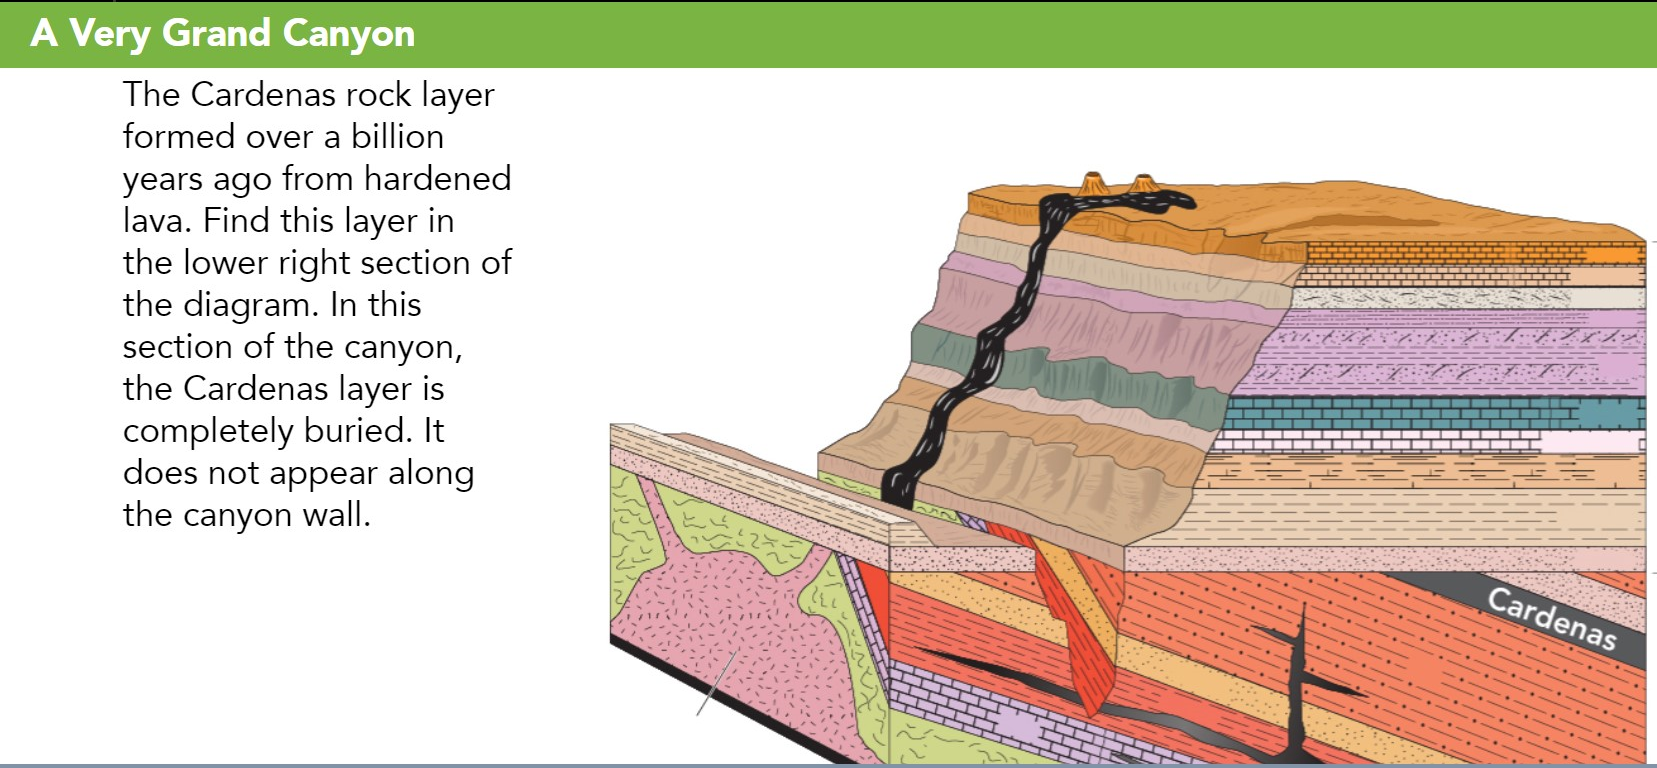 A Very Grand Canyon
The Cardenas rock layer
formed over a billion
years ago from hardened
lava. Find this layer in
the lower right section of
the diagram. In this
section of the canyon,
the Cardenas layer is
completely buried. It
does not appear along
the canyon wall.
Cardenas